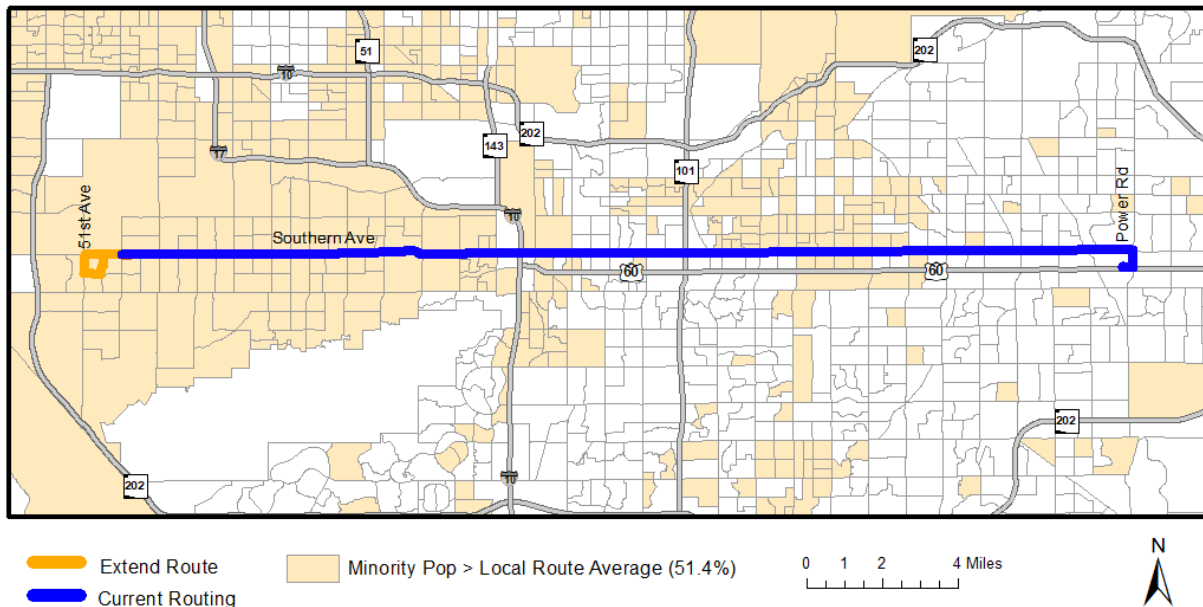 51
202
10
202
143
17
101
51st Ave
Power Rd
10
Southern Ave
60
60
202
202
10
Extend Route
Minority Pop > Local Route Average (51.4%)
0 1 2 4 Miles
N
Current Routing